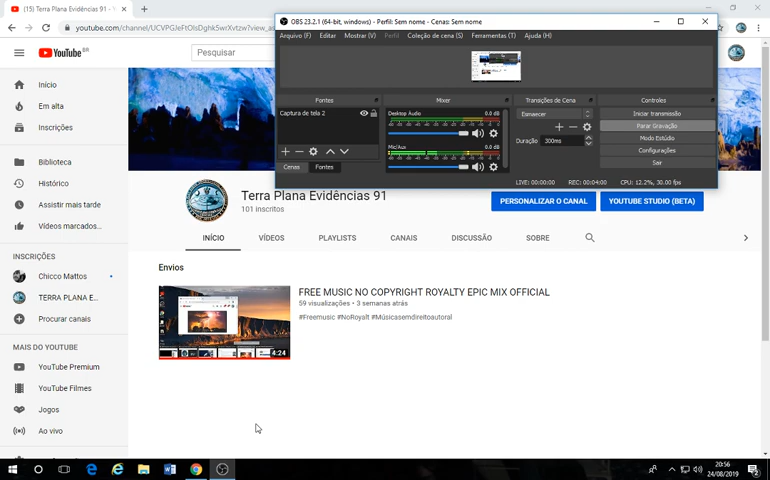 (15) Terra Plana Evidências 91 - Y
youtube.com/channel/UCVPGJeFtOlsDghk5wrXvtzw?view_as
OBS 23.2.1 (64-bit, windows) - Perfil: Sem nome - Cenas: Sem nome
Arquivo (F) Editar Mostrar (V) Perfil Coleção de cena (S) Ferramentas (T) Ajuda (H)
YouTube BR
Pesquisar
Início
Em alta
Inscrições
Biblioteca
Histórico
Assistir mais tarde
Vídeos marcados...
INSCRIÇÕES
Chicco Mattos
TERRA PLANA E...
Procurar canais
MAIS DO YOUTUBE
YouTube Premium
YouTube Filmes
Jogos
Ao vivo
Fontes
Captura de tela 2
Cenas Fontes
Mixer
Desktop Áudio 0.0 dB
Mic/Aux 0.0 dB
Transições de Cena
Esmaecer
Duração 300ms
Controles
Iniciar transmissão
Parar Gravação
Modo Estúdio
Configurações
Sair
LIVE: 00:00:00 REC: 00:04:00 CPU: 12.2%, 30.00 fps
Terra Plana Evidências 91
101 inscritos
PERSONALIZAR O CANAL
YOUTUBE STUDIO (BETA)
INÍCIO VÍDEOS PLAYLISTS CANAIS DISCUSSÃO SOBRE
Envios
FREE MUSIC NO COPYRIGHT ROYALTY EPIC MIX OFFICIAL
59 visualizações • 3 semanas atrás
#Freemusic #NoRoyalt #Músicasemdireitoautoral
4:24
20:56
24/08/2019
2